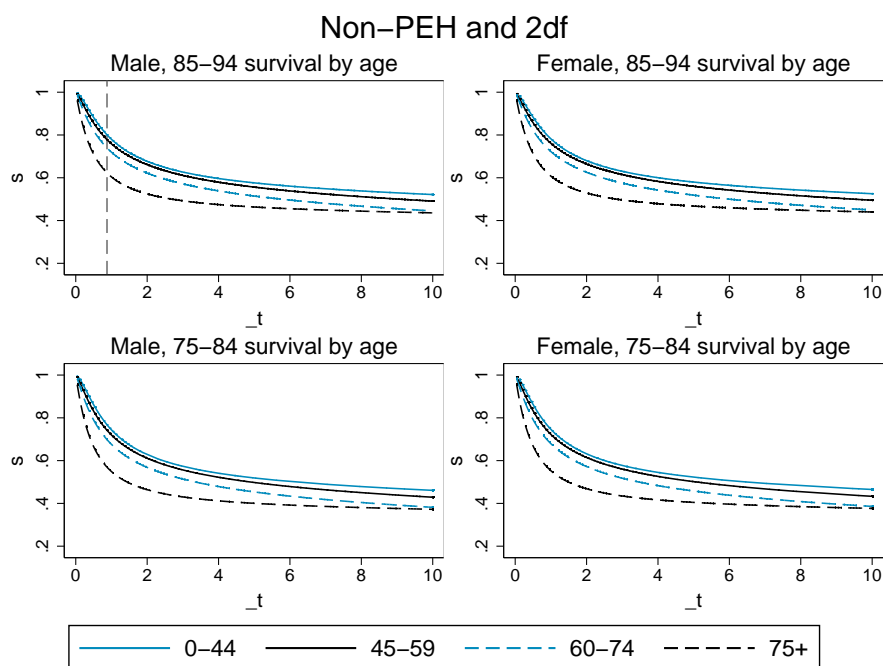 Non−PEH and 2df
Male, 85−94 survival by age
s
1
.8
.6
.4
.2
0 2 4 6 8 10
_t
Female, 85−94 survival by age
s
1
.8
.6
.4
.2
0 2 4 6 8 10
_t
Male, 75−84 survival by age
s
1
.8
.6
.4
.2
0 2 4 6 8 10
_t
Female, 75−84 survival by age
s
1
.8
.6
.4
.2
0 2 4 6 8 10
_t
0−44 45−59 60−74 75+